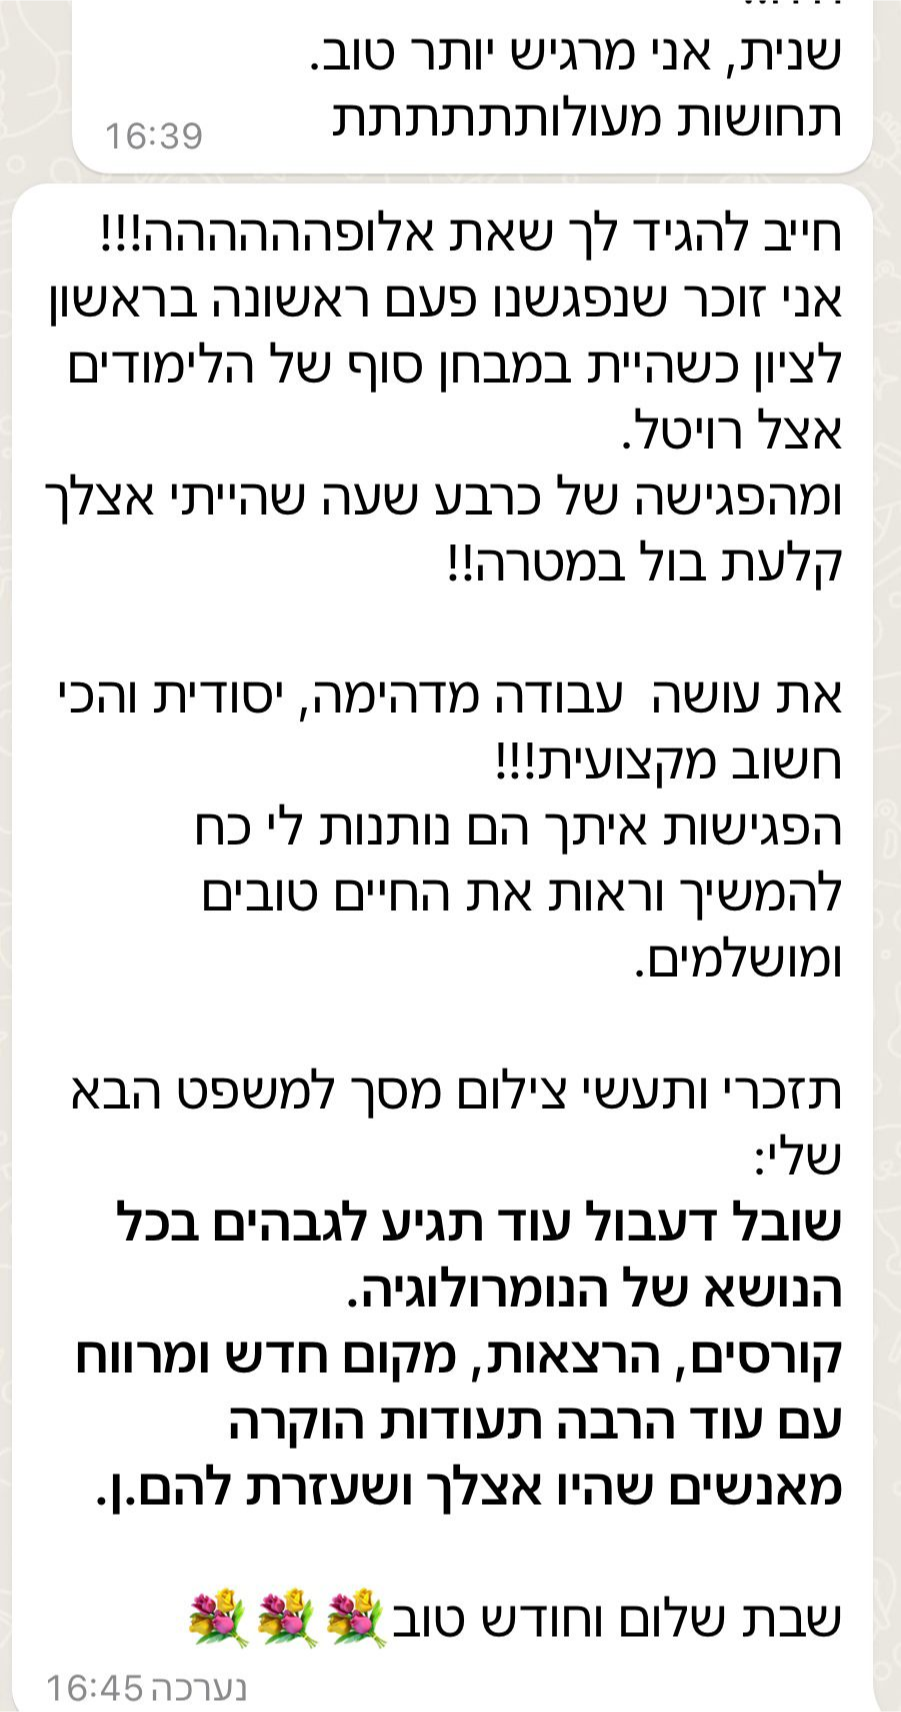 שנית, אני מרגיש יותר טוב.
תחושות מעולותתתתתת
16:39
חייב להגיד לך שאת אלופההההההה!!!
אני זוכר שנפגשנו פעם ראשונה בראשון
לציון כשהיית במבחן סוף של הלימודים
אצל רויטל.
ומהפגישה של כרבע שעה שהייתי אצלך
קלעת בול במטרה!!
את עושה  עבודה מדהימה, יסודית והכי
חשוב מקצועית!!!
הפגישות איתך הם נותנות לי כח
להמשיך וראות את החיים טובים
ומושלמים.
תזכרי ותעשי צילום מסך למשפט הבא
שלי:
שובל דעבול עוד תגיע לגבהים בכל
הנושא של הנומרולוגיה.
קורסים, הרצאות, מקום חדש ומרווח
עם עוד הרבה תעודות הוקרה
מאנשים שהיו אצלך ושעזרת להם.ן.
שבת שלום וחודש טוב💐💐💐
נערכה 16:45